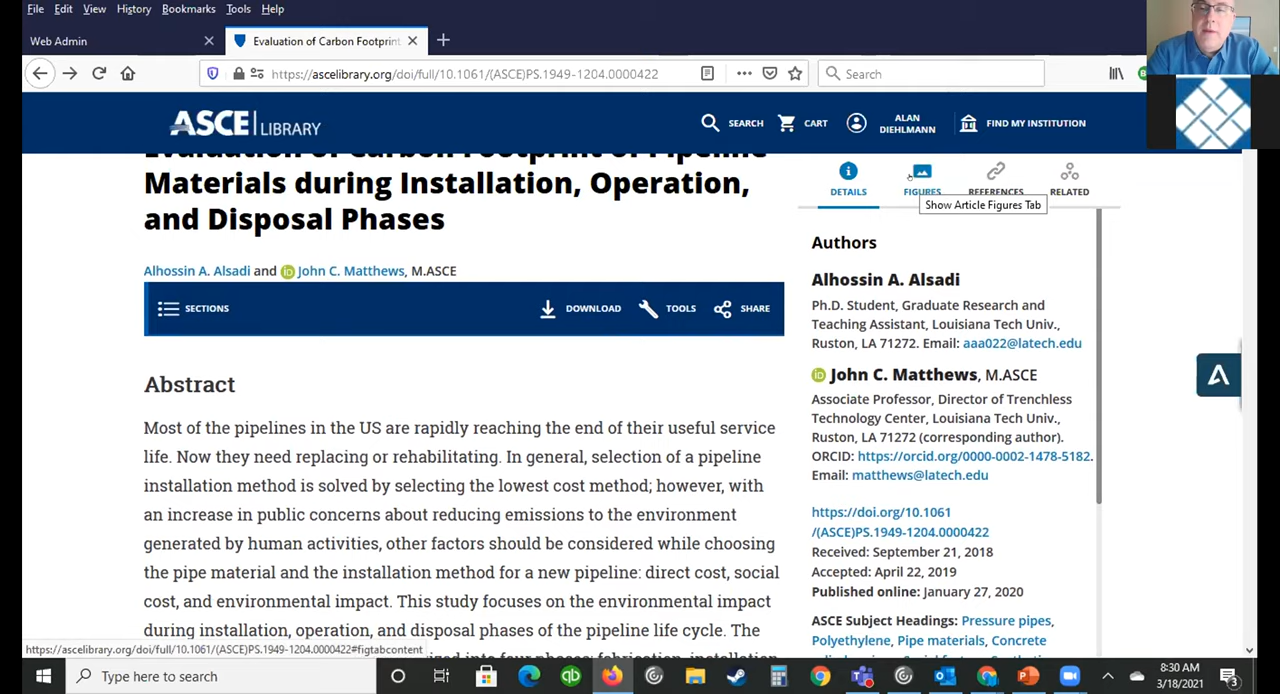 File Edit View History Bookmarks Tools Help
Web Admin
Evaluation of Carbon Footprint
https://ascelibrary.org/doi/full/10.1061/(ASCE)PS.1949-1204.0000422
Search
ASCE LIBRARY
SEARCH
CART
ALAN
DIEHLMANN
FIND MY INSTITUTION
Evaluation of Carbon Footprint of Pipeline
Materials during Installation, Operation,
and Disposal Phases
Alhossin A. Alsadi and John C. Matthews, M.ASCE
SECTIONS
DOWNLOAD
TOOLS
SHARE
Abstract
Most of the pipelines in the US are rapidly reaching the end of their useful service
life. Now they need replacing or rehabilitating. In general, selection of a pipeline
installation method is solved by selecting the lowest cost method; however, with
an increase in public concerns about reducing emissions to the environment
generated by human activities, other factors should be considered while choosing
the pipe material and the installation method for a new pipeline: direct cost, social
cost, and environmental impact. This study focuses on the environmental impact
during installation, operation, and disposal phases of the pipeline life cycle. The
DETAILS
FIGURES
REFERENCES
RELATED
Show Article Figures Tab
Authors
Alhossin A. Alsadi
Ph.D. Student, Graduate Research and
Teaching Assistant, Louisiana Tech Univ.,
Ruston, LA 71272. Email: aaa022@latech.edu
iD John C. Matthews, M.ASCE
Associate Professor, Director of Trenchless
Technology Center, Louisiana Tech Univ.,
Ruston, LA 71272 (corresponding author).
ORCID: https://orcid.org/0000-0002-1478-5182.
Email: matthews@latech.edu
https://doi.org/10.1061
/(ASCE)PS.1949-1204.0000422
Received: September 21, 2018
Accepted: April 22, 2019
Published online: January 27, 2020
ASCE Subject Headings: Pressure pipes,
Polyethylene, Pipe materials, Concrete
https://ascelibrary.org/doi/full/10.1061/(ASCE)PS.1949-1204.0000422#figtabcontent
Type here to search
8:30 AM
3/18/2021
3